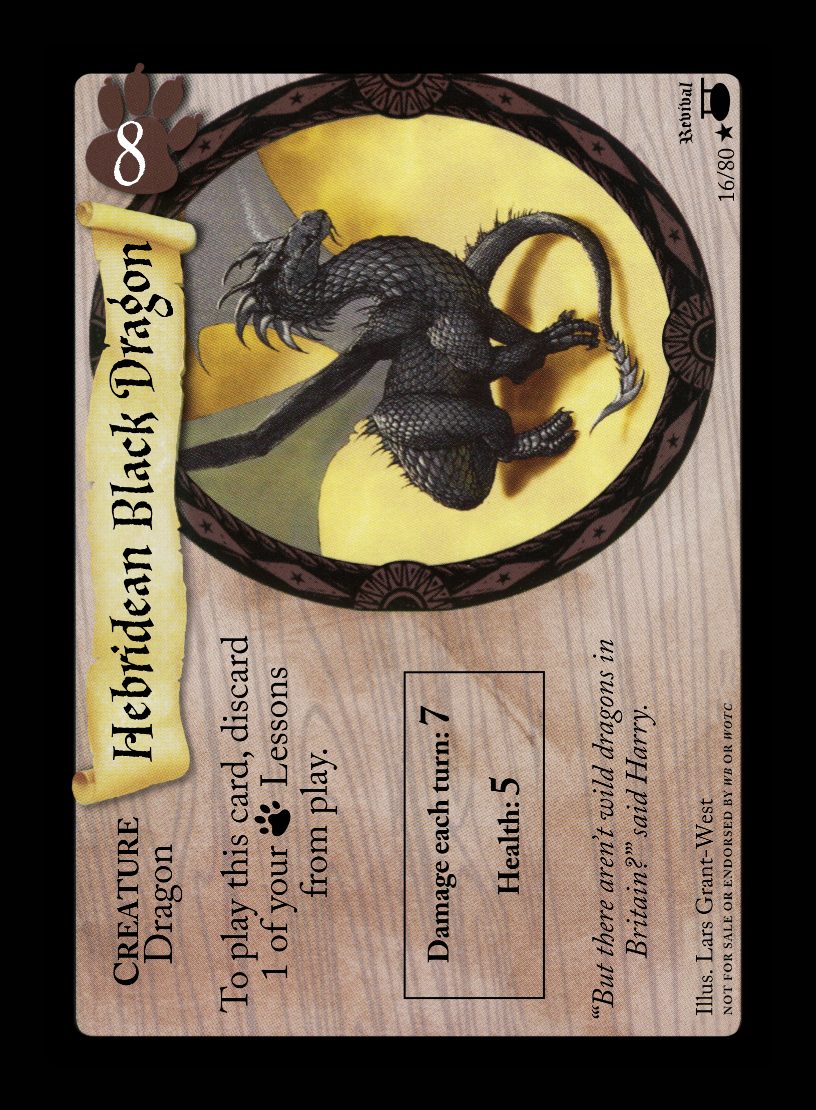 Hebridean Black Dragon
8
CREATURE
Dragon
To play this card, discard
1 of your Lessons
from play.
Damage each turn: 7
Health: 5
“‘But there aren’t wild dragons in
Britain?’” said Harry.
Illus. Lars Grant-West
NOT FOR SALE OR ENDORSED BY WB OR WOTC
Revival
16/80 ★